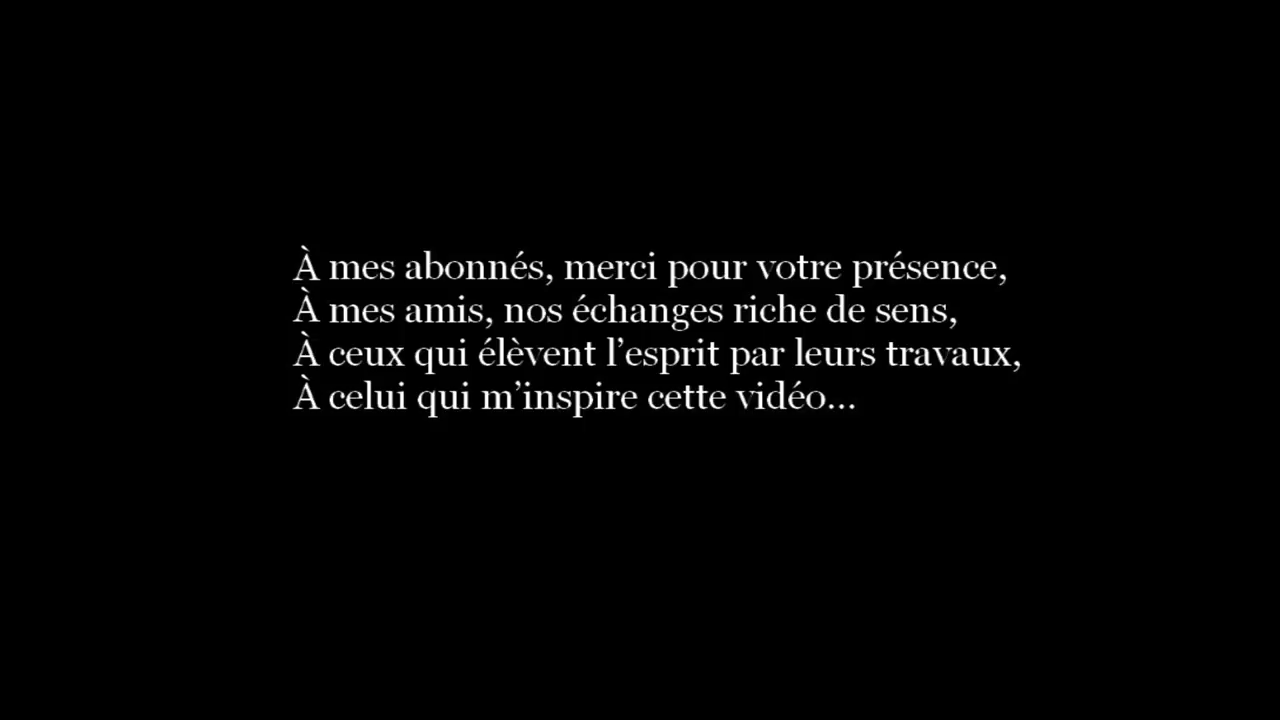 À mes abonnés, merci pour votre présence,
À mes amis, nos échanges riche de sens,
À ceux qui élèvent l’esprit par leurs travaux,
À celui qui m’inspire cette vidéo...